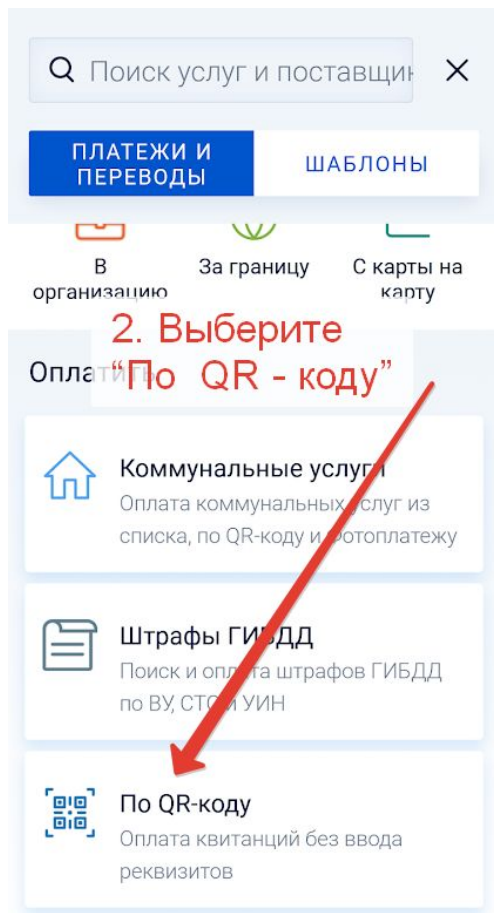 Поиск услуг и поставщи
ПЛАТЕЖИ И
ПЕРЕВОДЫ
ШАБЛОНЫ
В
организацию
За границу
С карты на
карту
2. Выберите
“По QR - коду”
Оплатить
Коммунальные услуги
Оплата коммунальных услуг из
списка, по QR-коду и Фотоплатежу
Штрафы ГИБДД
Поиск и оплата штрафов ГИБДД
по ВУ, СТС и УИН
По QR-коду
Оплата квитанций без ввода
реквизитов